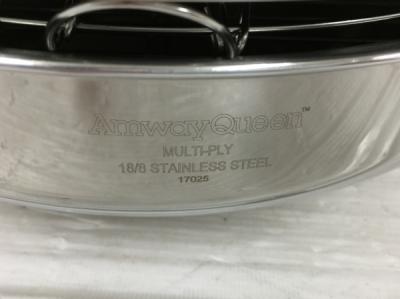 AmwayQueen™
MULTI-PLY
18/8 STAINLESS STEEL
17025